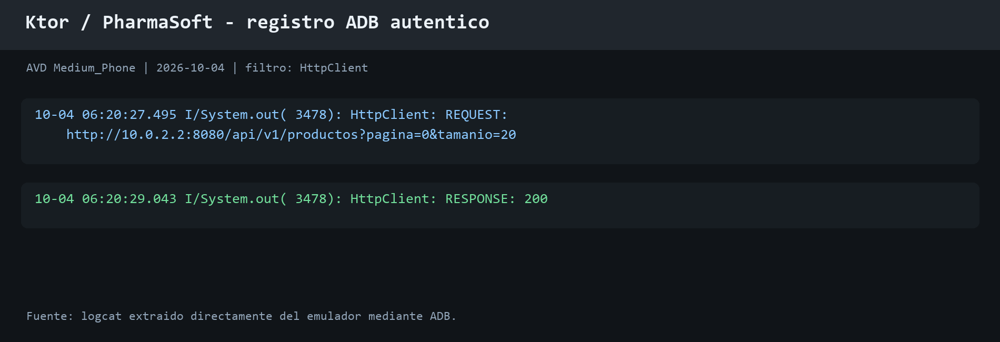 Ktor / PharmaSoft - registro ADB autentico
AVD Medium_Phone | 2026-10-04 | filtro: HttpClient
10-04 06:20:27.495 I/System.out( 3478): HttpClient: REQUEST:
http://10.0.2.2:8080/api/v1/productos?pagina=0&tamanio=20
10-04 06:20:29.043 I/System.out( 3478): HttpClient: RESPONSE: 200
Fuente: logcat extraido directamente del emulador mediante ADB.